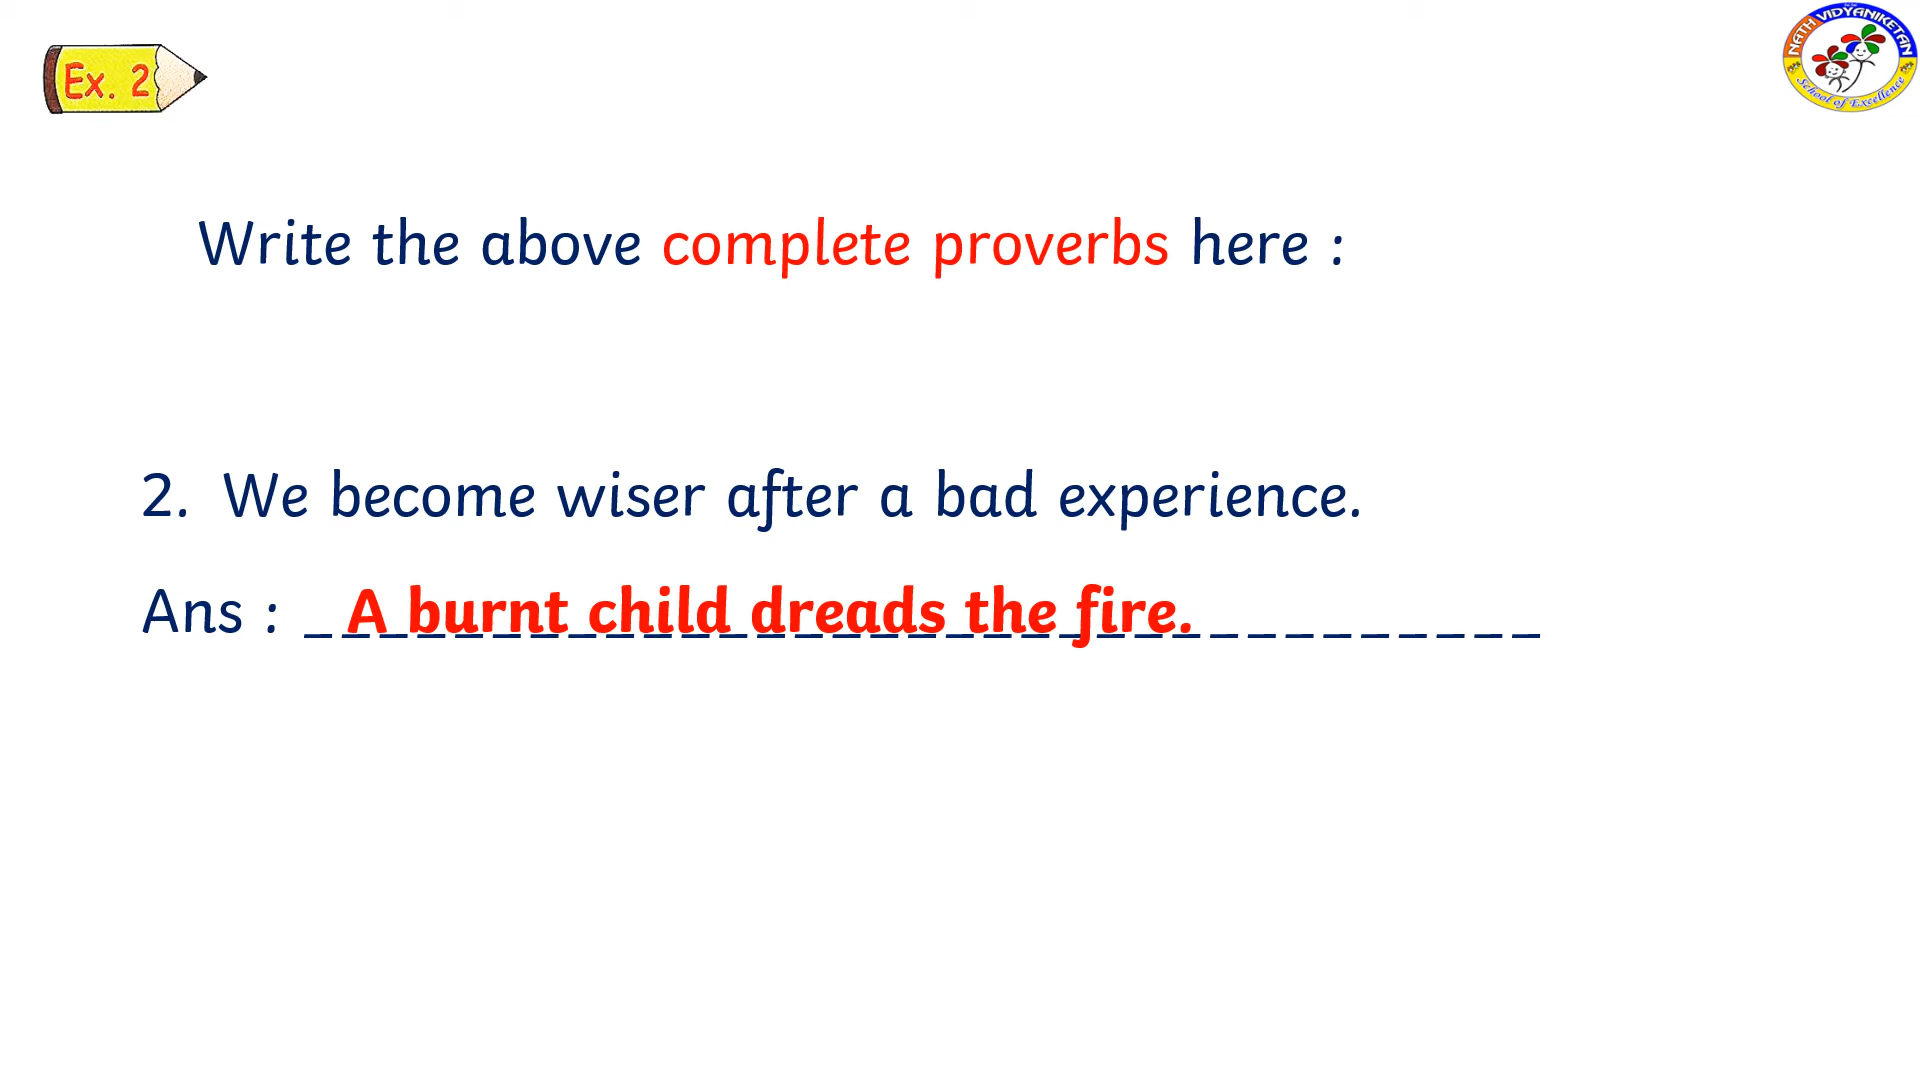 Ex. 2
NATH VIDYANIKETAN
School of Excellence
Write the above complete proverbs here :
2. We become wiser after a bad experience.
Ans : _ A burnt child dreads the fire. _ _ _ _ _ _ _ _ _